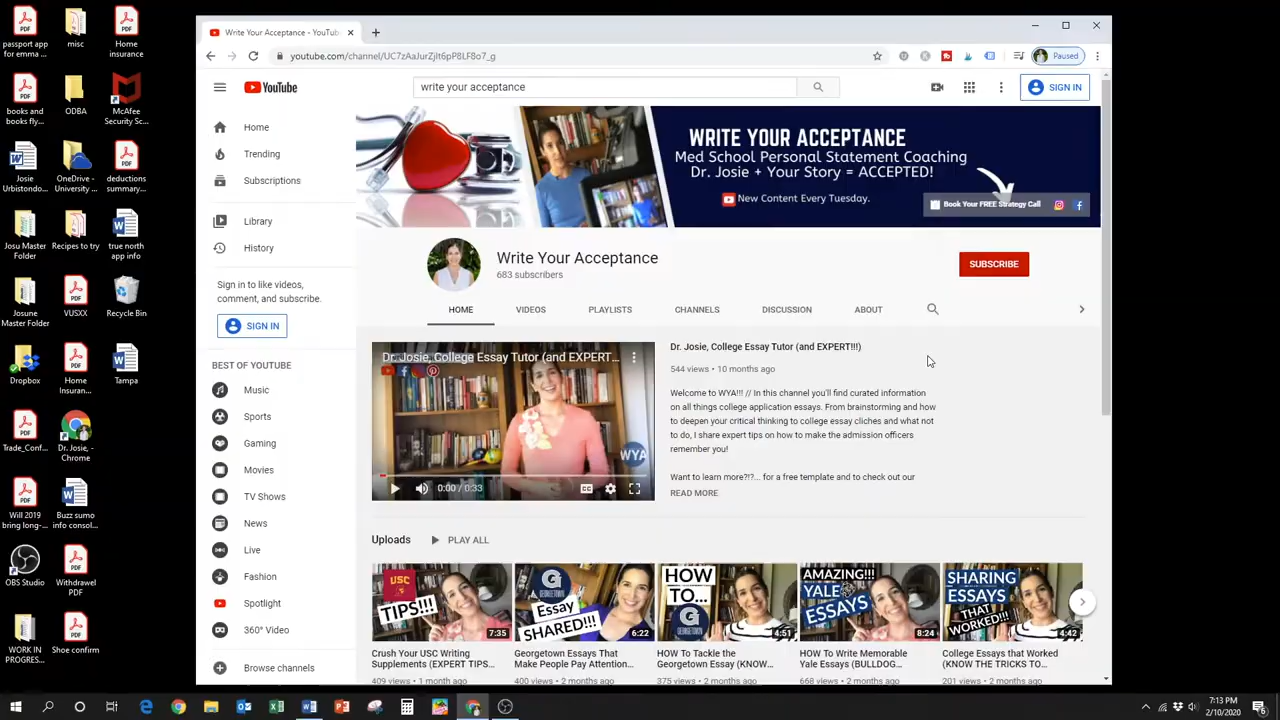 passport app
for emma ...
misc
Home
insurance
books and
books fly...
ODBA
McAfee
Security Sc...
Josie
Urbistondo...
OneDrive -
University ...
deductions
summary...
Josu Master
Folder
Recipes to try
true north
app info
Josune
Master Folder
VUSXX
Recycle Bin
Dropbox
Home
Insuran...
Tampa
Trade_Conf...
Dr. Josie, -
Chrome
Will 2019
bring long-...
Buzz sumo
info consol...
OBS Studio
Withdrawel
PDF
WORK IN
PROGRES...
Shoe confirm
Write Your Acceptance - YouTub
youtube.com/channel/UC7zAaJurZjIt6pP8LF8o7_g
Paused
YouTube
write your acceptance
SIGN IN
Home
Trending
Subscriptions
Library
History
Sign in to like videos,
comment, and subscribe.
SIGN IN
BEST OF YOUTUBE
Music
Sports
Gaming
Movies
TV Shows
News
Live
Fashion
Spotlight
360° Video
Browse channels
WRITE YOUR ACCEPTANCE
Med School Personal Statement Coaching
Dr. Josie + Your Story = ACCEPTED!
New Content Every Tuesday.
Book Your FREE Strategy Call
Write Your Acceptance
683 subscribers
SUBSCRIBE
HOME VIDEOS PLAYLISTS CHANNELS DISCUSSION ABOUT
Dr. Josie, College Essay Tutor (and EXPERT...
WYA
0:00 / 0:33
Dr. Josie, College Essay Tutor (and EXPERT!!!)
544 views • 10 months ago
Welcome to WYA!!! // In this channel you'll find curated information
on all things college application essays. From brainstorming and how
to deepen your critical thinking to college essay cliches and what not
to do, I share expert tips on how to make the admission officers
remember you!
Want to learn more?!?... for a free template and to check out our
READ MORE
Uploads PLAY ALL
USC
TIPS!!!
7:35
Crush Your USC Writing
Supplements (EXPERT TIPS...
409 views • 1 month ago
Essay
SHARED!!!
6:22
Georgetown Essays That
Make People Pay Attention...
400 views • 2 months ago
HOW
TO...
4:51
HOW To Tackle the
Georgetown Essay (KNOW...
375 views • 2 months ago
AMAZING!!!
YALE
ESSAYS
8:24
HOW To Write Memorable
Yale Essays (BULLDOG...
668 views • 2 months ago
SHARING
ESSAYS
THAT
WORKED!!!
4:42
College Essays that Worked
(KNOW THE TRICKS TO...
201 views • 2 months ago
7:13 PM
2/10/2020